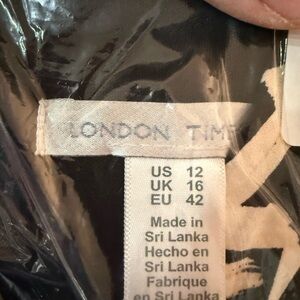 LONDON TIM
US 12
UK 16
EU 42
Made in
Sri Lanka
Hecho en
Sri Lanka
Fabrique
en Sri Lanka